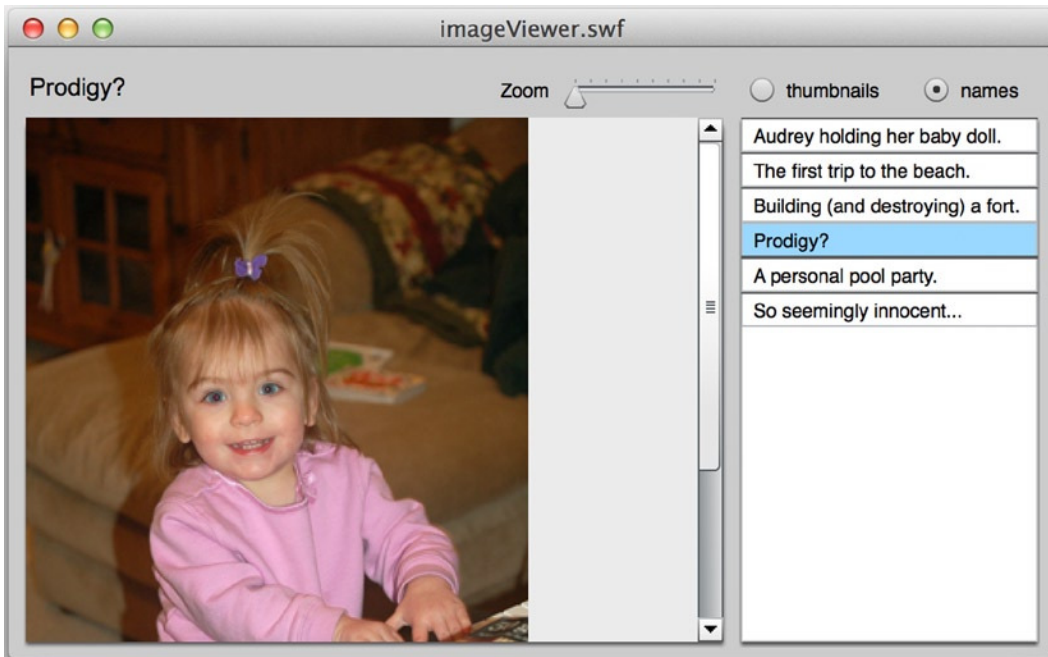 imageViewer.swf
Prodigy?
Zoom
thumbnails
names
Audrey holding her baby doll.
The first trip to the beach.
Building (and destroying) a fort.
Prodigy?
A personal pool party.
So seemingly innocent...